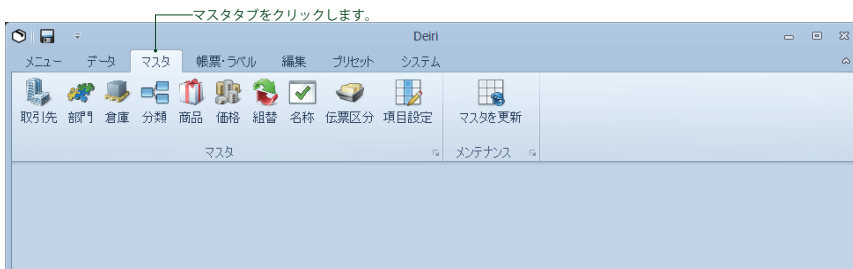 マスタタブをクリックします。
Deiri
メニュー データ マスタ 帳票・ラベル 編集 プリセット システム
取引先 部門 倉庫 分類 商品 価格 組替 名称 伝票区分 項目設定 マスタを更新
マスタ メンテナンス